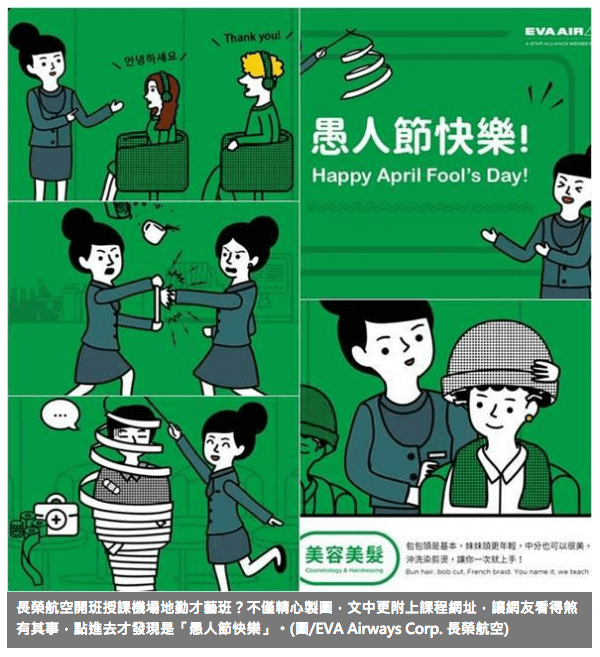 안녕하세요
Thank you!
EVA AIR
A STAR ALLIANCE MEMBER
愚人節快樂!
Happy April Fool's Day!
...
美容美髮
Cosmetology & Hairdressing
包包頭是基本，妹妹頭更年輕，中分也可以很美。
沖洗染剪燙，讓你一次就上手！
Bun hair, bob cut, French braid. You name it, we teach
長榮航空開班授課機場地勤才藝班？不僅精心製圖，文中更附上課程網址，讓網友看得煞
有其事，點進去才發現是「愚人節快樂」。(圖/EVA Airways Corp. 長榮航空)